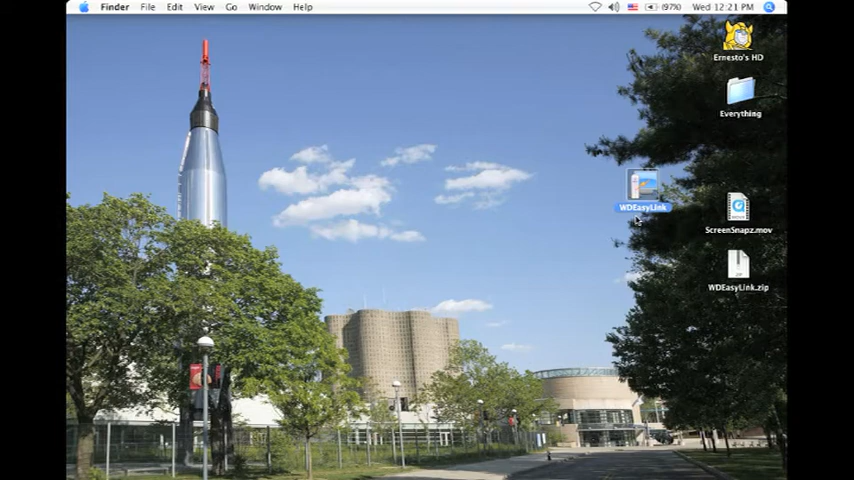 Finder File Edit View Go Window Help (97%) Wed 12:21 PM
Ernesto's HD
Everything
WDEasyLink
ScreenSnapz.mov
WDEasyLink.zip